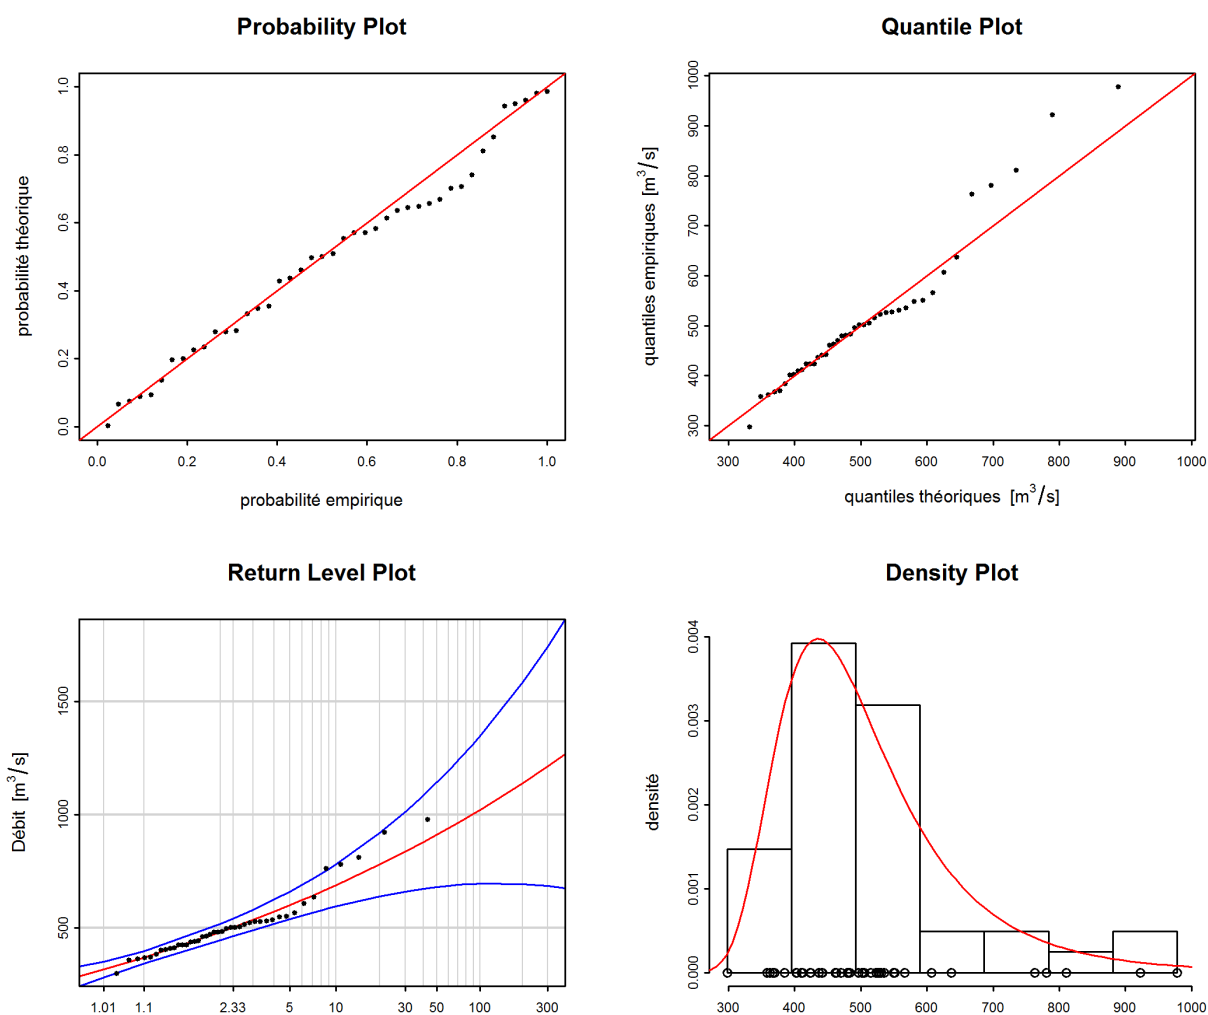 Probability Plot
probabilité théorique
1.0
0.8
0.6
0.4
0.2
0.0
0.0 0.2 0.4 0.6 0.8 1.0
probabilité empirique
Quantile Plot
quantiles empiriques [m³/s]
1000
900
800
700
600
500
400
300
300 400 500 600 700 800 900 1000
quantiles théoriques [m³/s]
Return Level Plot
Débit [m³/s]
1500
1000
500
1.01 1.1 2.33 5 10 30 50 100 300
Density Plot
densité
0.004
0.003
0.002
0.001
0.000
300 400 500 600 700 800 900 1000